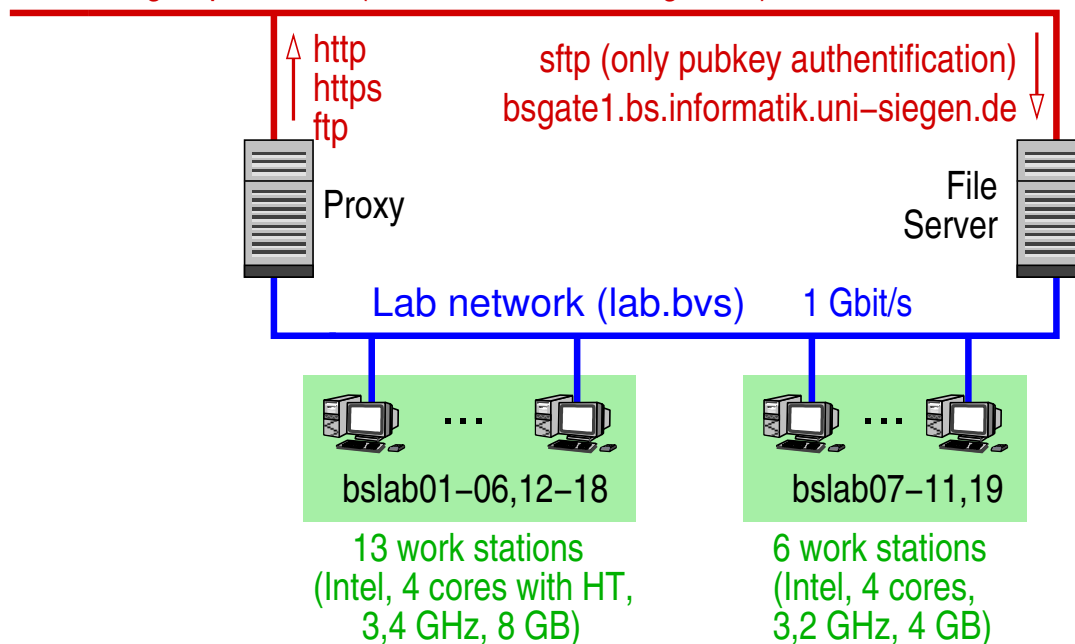 http
https
ftp
sftp (only pubkey authentification)
bsgate1.bs.informatik.uni−siegen.de
Proxy
File
Server
Lab network (lab.bvs) 1 Gbit/s
...
...
bslab01−06,12−18
bslab07−11,19
13 work stations
(Intel, 4 cores with HT,
3,4 GHz, 8 GB)
6 work stations
(Intel, 4 cores,
3,2 GHz, 4 GB)